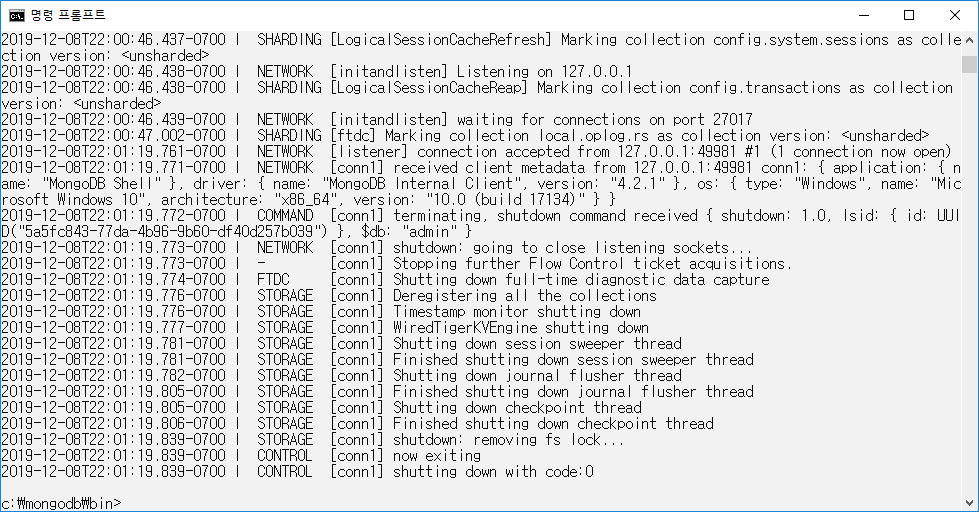 명령 프롬프트
2019-12-08T22:00:46.437-0700 I  SHARDING [LogicalSessionCacheRefresh] Marking collection config.system.sessions as colle
ction version: <unsharded>
2019-12-08T22:00:46.438-0700 I  NETWORK  [initandlisten] Listening on 127.0.0.1
2019-12-08T22:00:46.438-0700 I  SHARDING [LogicalSessionCacheReap] Marking collection config.transactions as collection
version: <unsharded>
2019-12-08T22:00:46.439-0700 I  NETWORK  [initandlisten] waiting for connections on port 27017
2019-12-08T22:00:47.002-0700 I  SHARDING [ftdc] Marking collection local.oplog.rs as collection version: <unsharded>
2019-12-08T22:01:19.761-0700 I  NETWORK  [listener] connection accepted from 127.0.0.1:49981 #1 (1 connection now open)
2019-12-08T22:01:19.771-0700 I  NETWORK  [conn1] received client metadata from 127.0.0.1:49981 conn1: { application: { n
ame: "MongoDB Shell" }, driver: { name: "MongoDB Internal Client", version: "4.2.1" }, os: { type: "Windows", name: "Mic
rosoft Windows 10", architecture: "x86_64", version: "10.0 (build 17134)" } }
2019-12-08T22:01:19.772-0700 I  COMMAND  [conn1] terminating, shutdown command received { shutdown: 1.0, lsid: { id: UUI
D("5a5fc843-77da-4b96-9b60-df40d257b039") }, $db: "admin" }
2019-12-08T22:01:19.773-0700 I  NETWORK  [conn1] shutdown: going to close listening sockets...
2019-12-08T22:01:19.773-0700 I  -        [conn1] Stopping further Flow Control ticket acquisitions.
2019-12-08T22:01:19.774-0700 I  FTDC     [conn1] Shutting down full-time diagnostic data capture
2019-12-08T22:01:19.776-0700 I  STORAGE  [conn1] Deregistering all the collections
2019-12-08T22:01:19.776-0700 I  STORAGE  [conn1] Timestamp monitor shutting down
2019-12-08T22:01:19.777-0700 I  STORAGE  [conn1] WiredTigerKVEngine shutting down
2019-12-08T22:01:19.781-0700 I  STORAGE  [conn1] Shutting down session sweeper thread
2019-12-08T22:01:19.781-0700 I  STORAGE  [conn1] Finished shutting down session sweeper thread
2019-12-08T22:01:19.782-0700 I  STORAGE  [conn1] Shutting down journal flusher thread
2019-12-08T22:01:19.805-0700 I  STORAGE  [conn1] Finished shutting down journal flusher thread
2019-12-08T22:01:19.805-0700 I  STORAGE  [conn1] Shutting down checkpoint thread
2019-12-08T22:01:19.806-0700 I  STORAGE  [conn1] Finished shutting down checkpoint thread
2019-12-08T22:01:19.839-0700 I  STORAGE  [conn1] shutdown: removing fs lock...
2019-12-08T22:01:19.839-0700 I  CONTROL  [conn1] now exiting
2019-12-08T22:01:19.839-0700 I  CONTROL  [conn1] shutting down with code:0
c:₩mongodb₩bin>